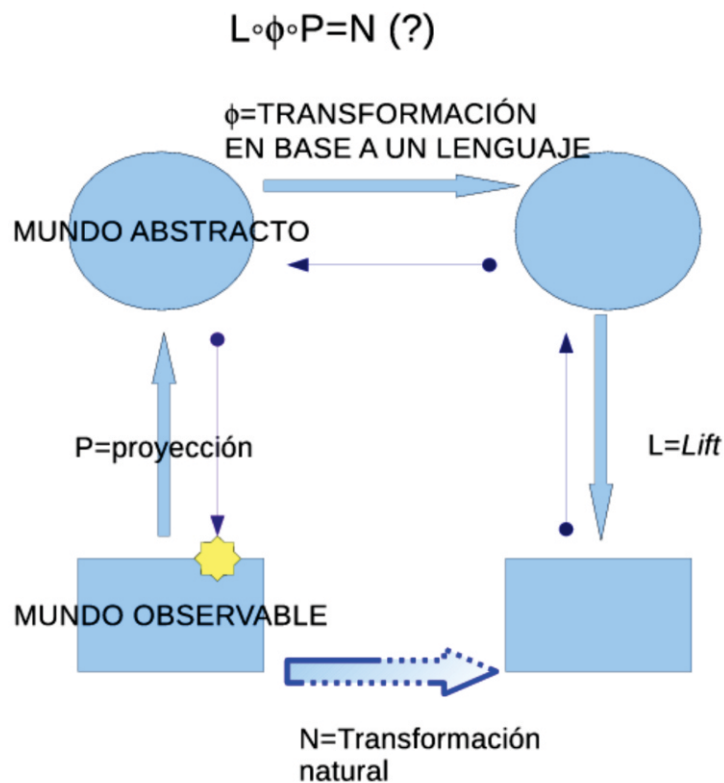 L∘ϕ∘P=N (?)
ϕ=TRANSFORMACIÓN
EN BASE A UN LENGUAJE
MUNDO ABSTRACTO
P=proyección
L=Lift
MUNDO OBSERVABLE
N=Transformación
natural